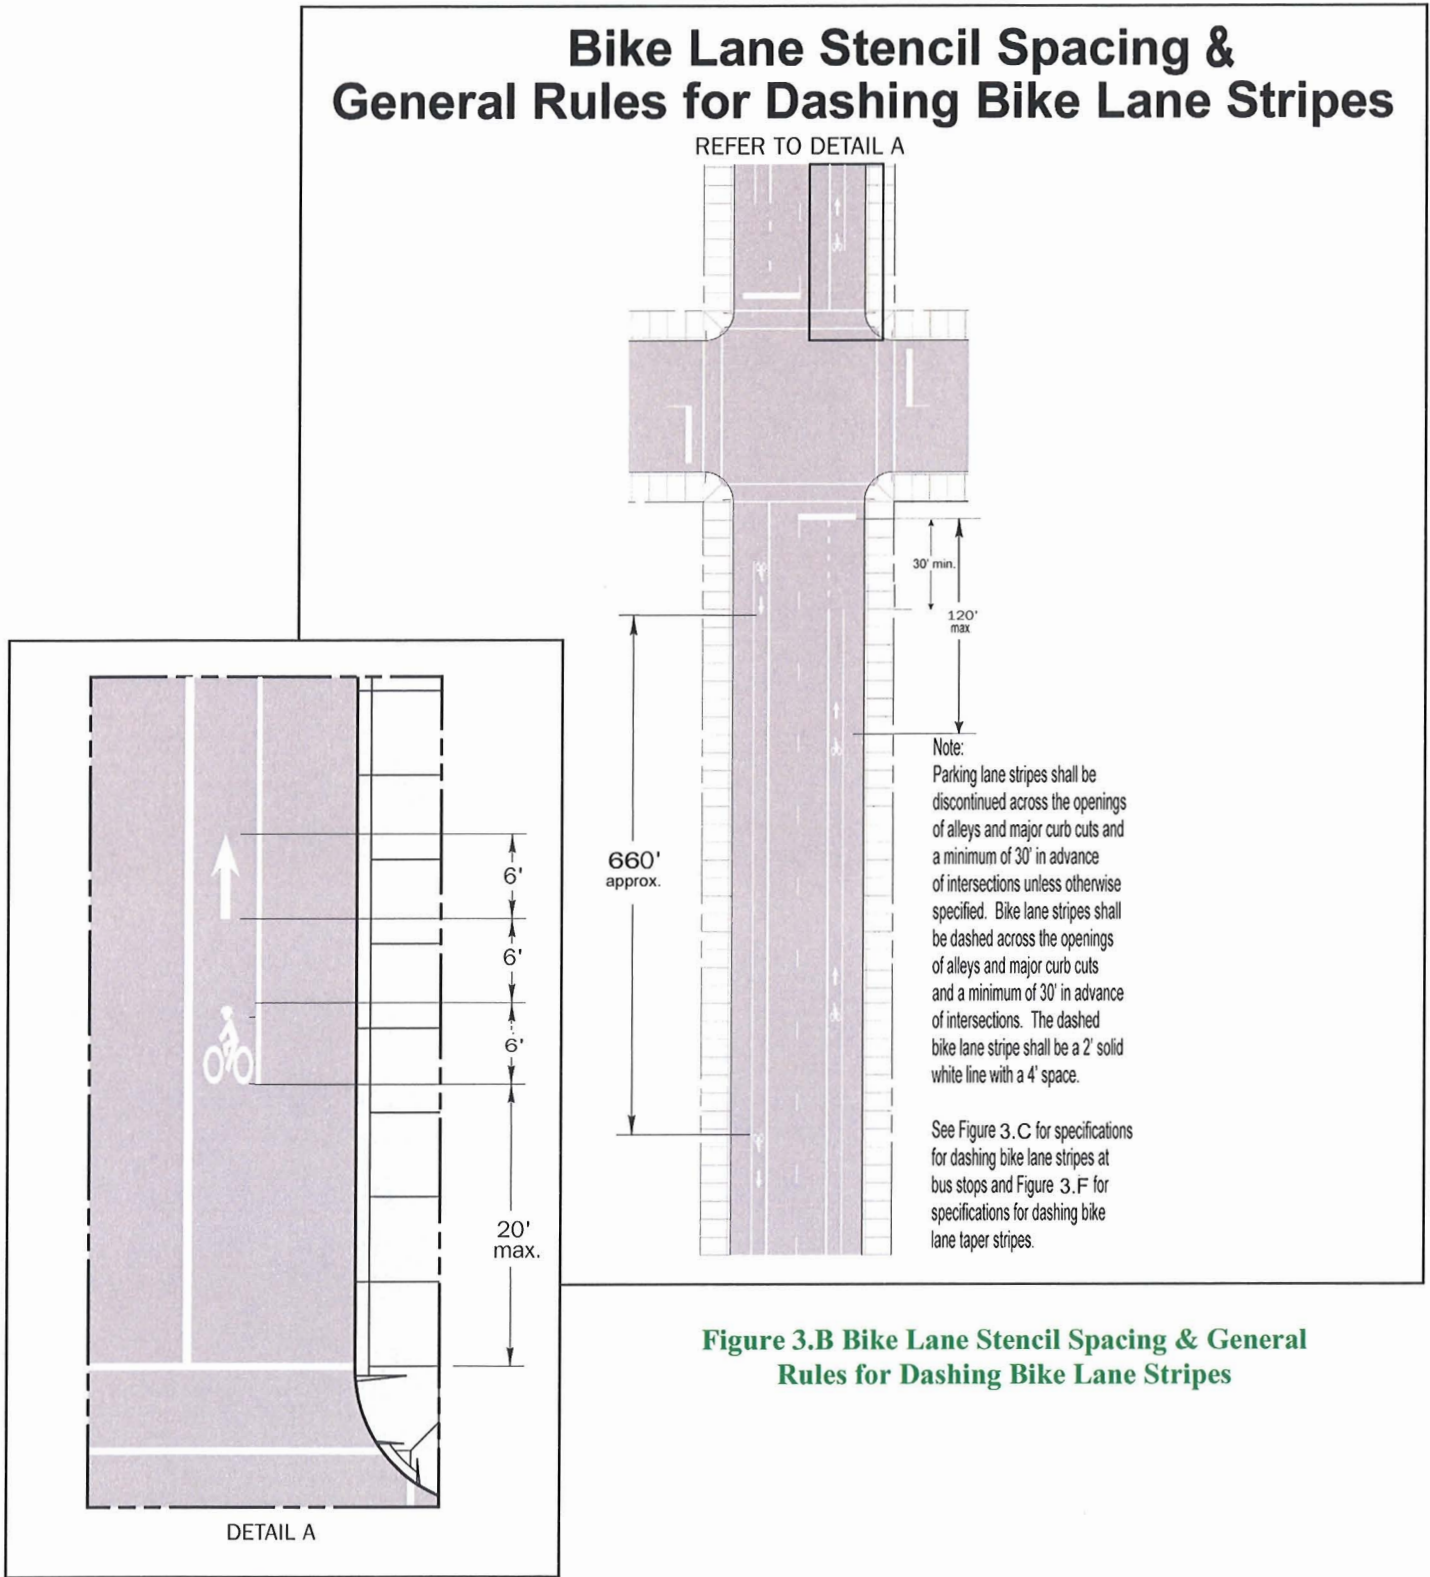 Bike Lane Stencil Spacing &
General Rules for Dashing Bike Lane Stripes
REFER TO DETAIL A
30' min.
120'
max
660'
approx.
Note:
Parking lane stripes shall be
discontinued across the openings
of alleys and major curb cuts and
a minimum of 30' in advance
of intersections unless otherwise
specified. Bike lane stripes shall
be dashed across the openings
of alleys and major curb cuts
and a minimum of 30' in advance
of intersections. The dashed
bike lane stripe shall be a 2' solid
white line with a 4' space.
See Figure 3.C for specifications
for dashing bike lane stripes at
bus stops and Figure 3.F for
specifications for dashing bike
lane taper stripes.
6'
6'
6'
20'
max.
DETAIL A
Figure 3.B Bike Lane Stencil Spacing & General
Rules for Dashing Bike Lane Stripes